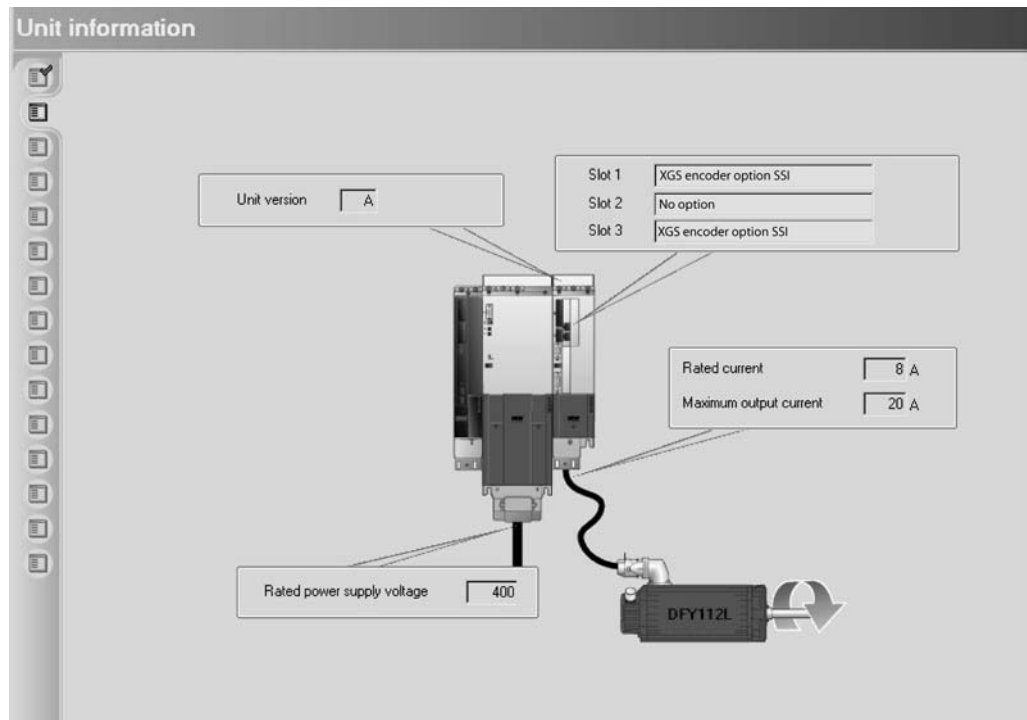 Unit information
Slot 1 XGS encoder option SSI
Unit version A
Slot 2 No option
Slot 3 XGS encoder option SSI
Rated current 8 A
Maximum output current 20 A
Rated power supply voltage 400
DFY112L